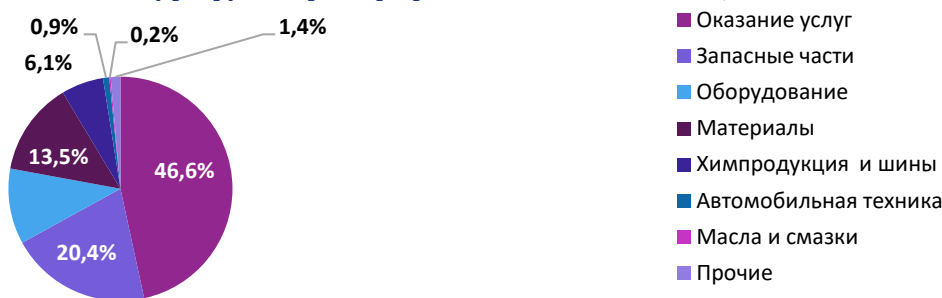 0,9%
0,2%
1,4%
6,1%
13,5%
46,6%
20,4%
Оказание услуг
Запасные части
Оборудование
Материалы
Химпродукция и шины
Автомобильная техника
Масла и смазки
Прочие